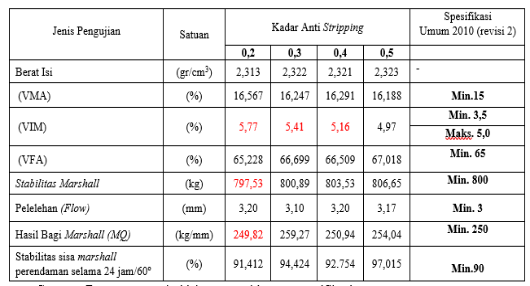 Jenis Pengujian Satuan Kadar Anti Stripping Spesifikasi
Umum 2010 (revisi 2)
0,2 0,3 0,4 0,5
Berat Isi (gr/cm³) 2,313 2,322 2,321 2,323 -
(VMA) (%) 16,567 16,247 16,291 16,188 Min.15
(VIM) (%) 5,77 5,41 5,16 4,97 Min. 3,5
Maks. 5,0
(VFA) (%) 65,228 66,699 66,509 67,018 Min. 65
Stabilitas Marshall (kg) 797,53 800,89 803,53 806,65 Min. 800
Pelelehan (Flow) (mm) 3,20 3,10 3,20 3,17 Min. 3
Hasil Bagi Marshall (MQ) (kg/mm) 249,82 259,27 250,94 254,04 Min. 250
Stabilitas sisa marshall
perendaman selama 24 jam/60º (%) 91,412 94,424 92.754 97,015 Min.90